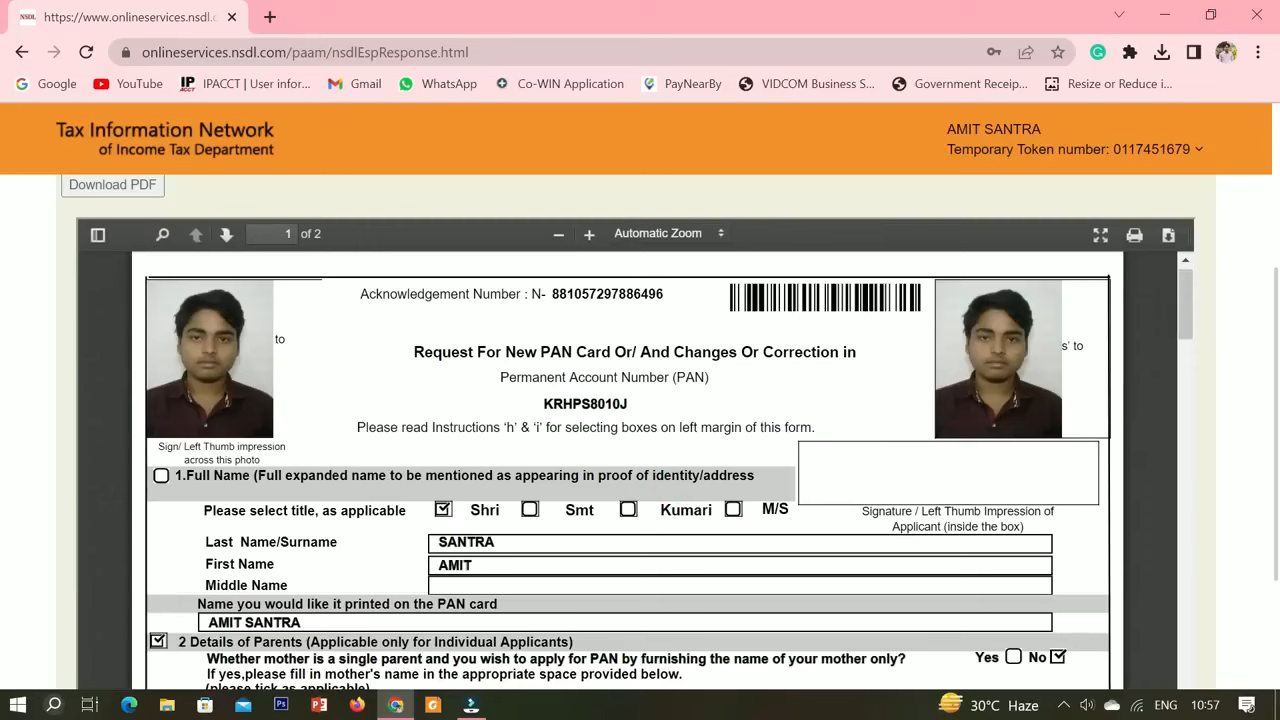 https://www.onlineservices.nsdl.c
onlineservices.nsdl.com/paam/nsdlEspResponse.html
Google YouTube IPACCT | User infor... Gmail WhatsApp Co-WIN Application PayNearBy VIDCOM Business S... Government Receip... Resize or Reduce i...
Tax Information Network
of Income Tax Department
AMIT SANTRA
Temporary Token number: 0117451679
Download PDF
1 of 2
Automatic Zoom
Acknowledgement Number : N- 881057297886496
to
s' to
Request For New PAN Card Or/ And Changes Or Correction in
Permanent Account Number (PAN)
KRHPS8010J
Please read Instructions ‘h’ & ‘i’ for selecting boxes on left margin of this form.
Sign/ Left Thumb impression
across this photo
1.Full Name (Full expanded name to be mentioned as appearing in proof of identity/address
Please select title, as applicable Shri Smt Kumari M/S
Signature / Left Thumb Impression of
Applicant (inside the box)
Last Name/Surname SANTRA
First Name AMIT
Middle Name
Name you would like it printed on the PAN card
AMIT SANTRA
2 Details of Parents (Applicable only for Individual Applicants)
Whether mother is a single parent and you wish to apply for PAN by furnishing the name of your mother only? Yes No
If yes,please fill in mother's name in the appropriate space provided below.
(please tick as applicable)
30°C Haze ENG 10:57